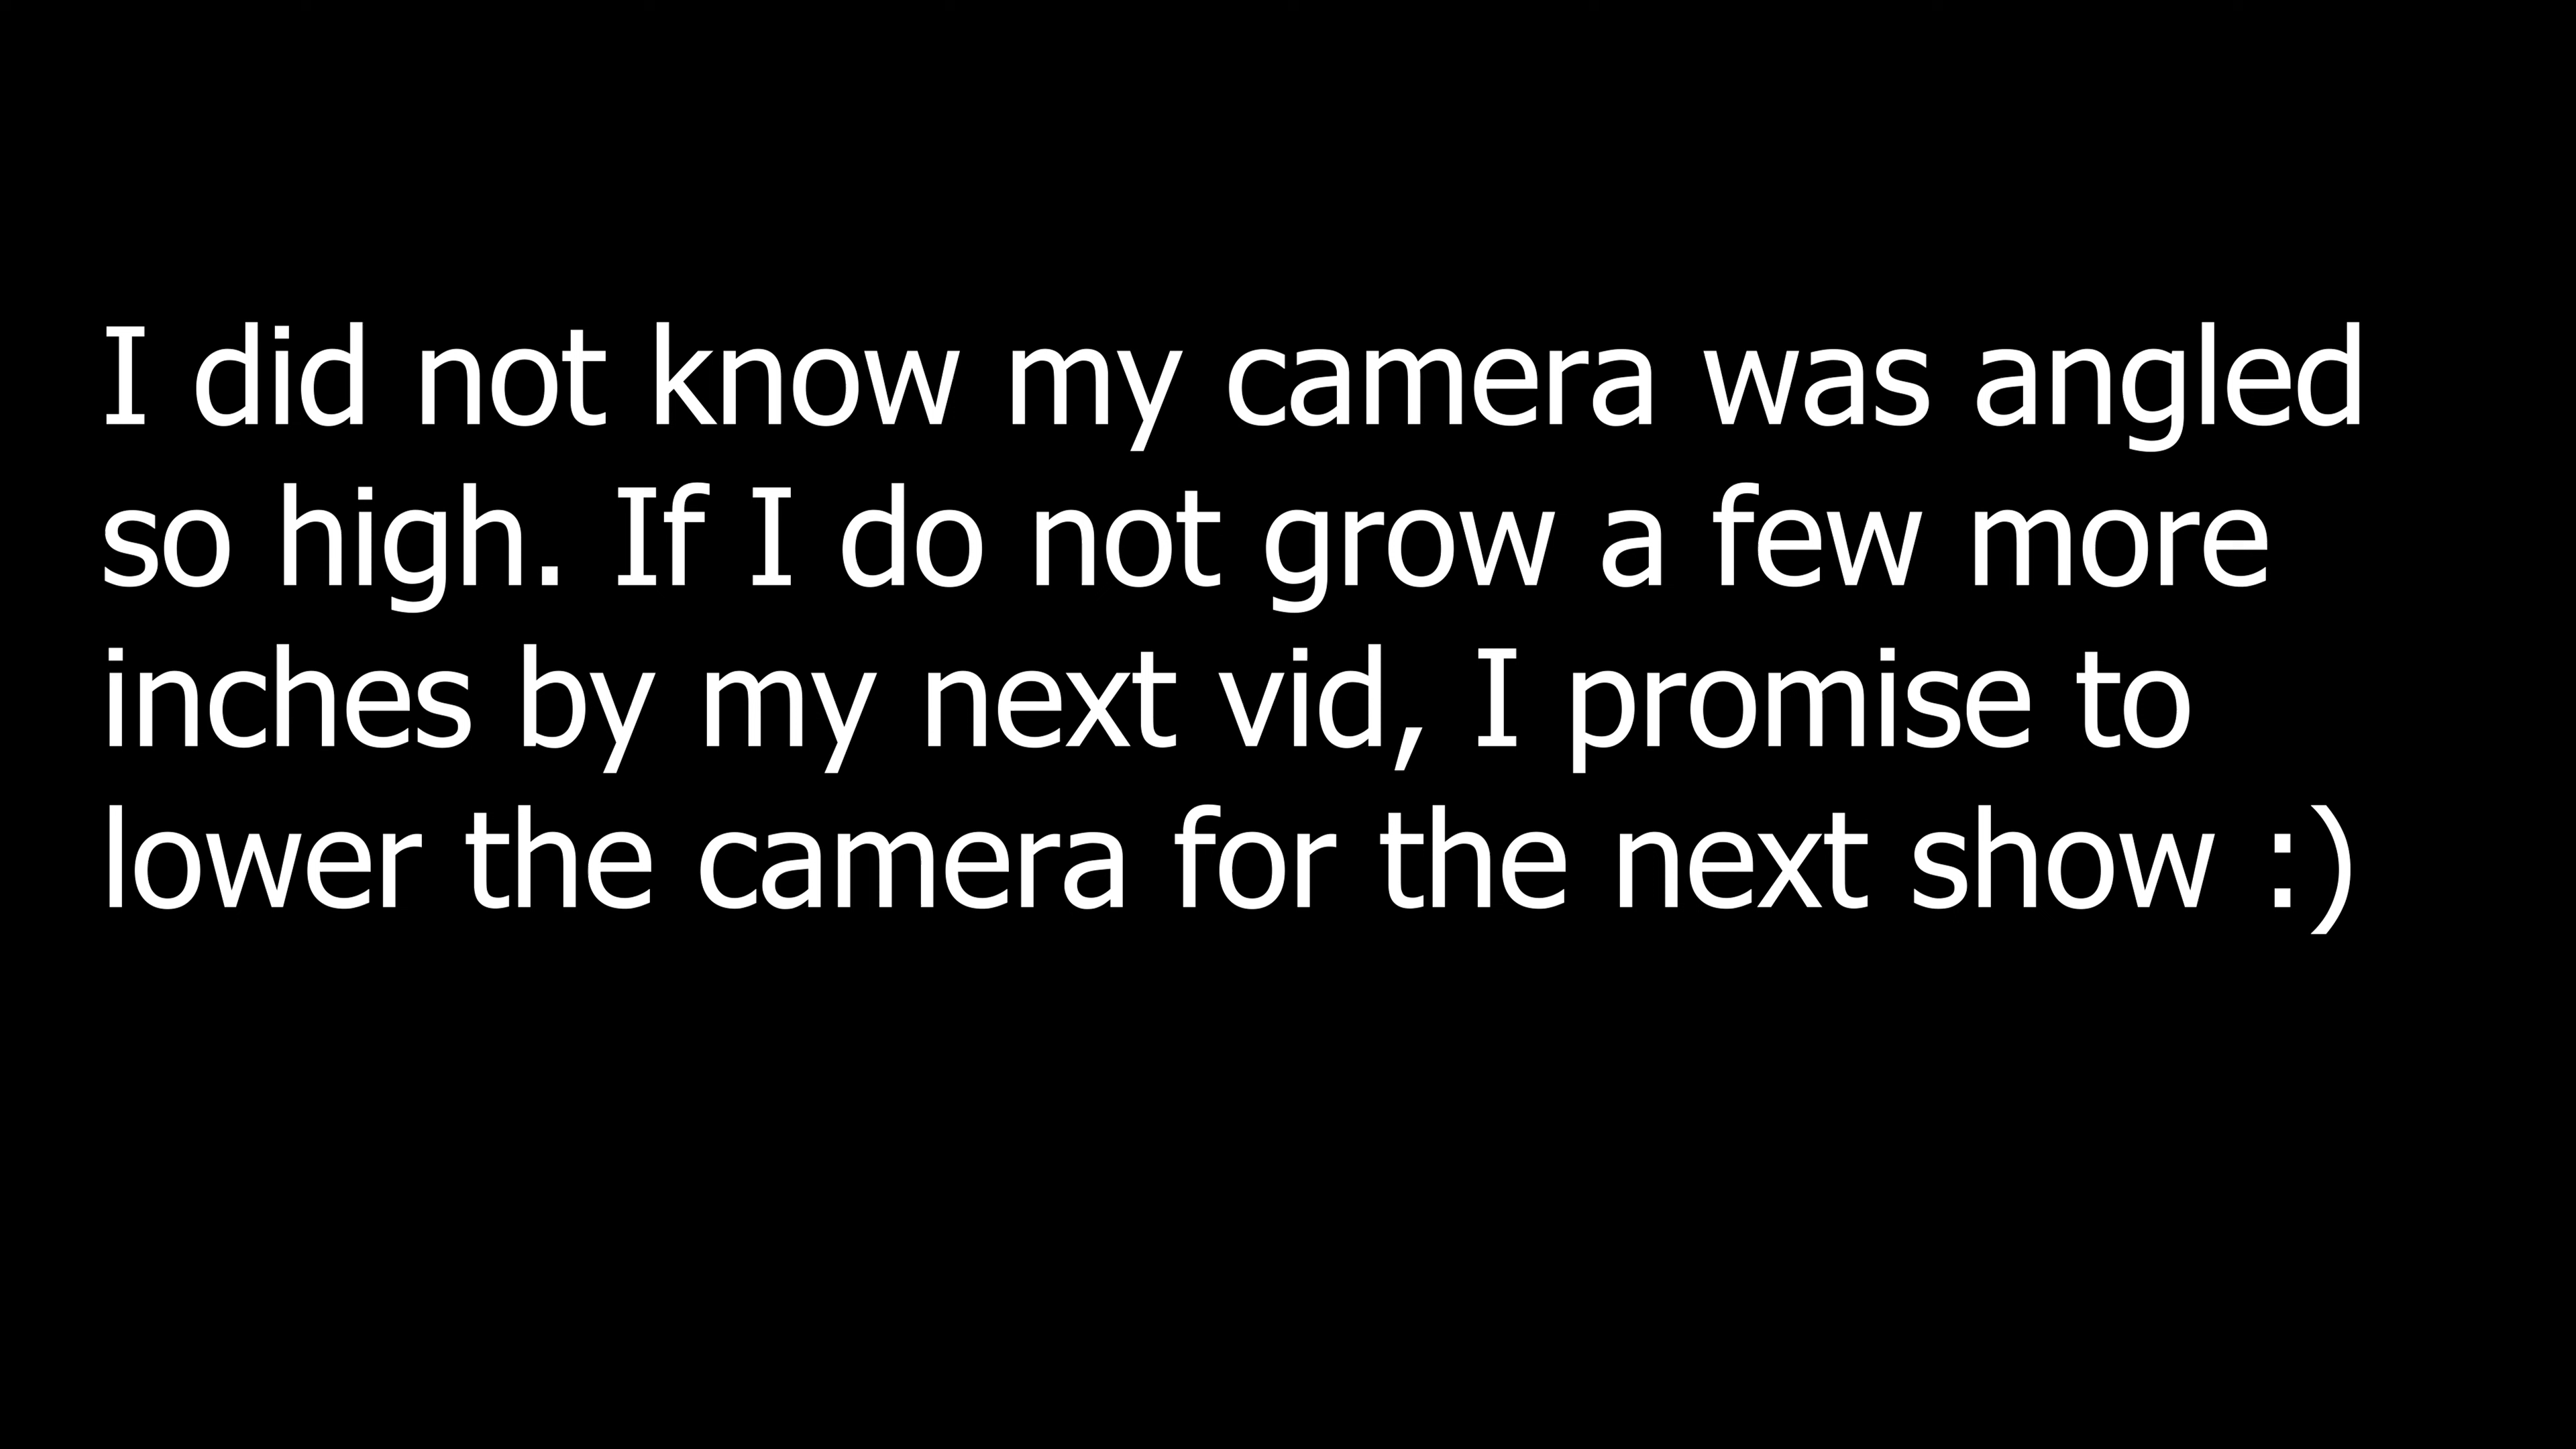 I did not know my camera was angled
so high. If I do not grow a few more
inches by my next vid, I promise to
lower the camera for the next show :)